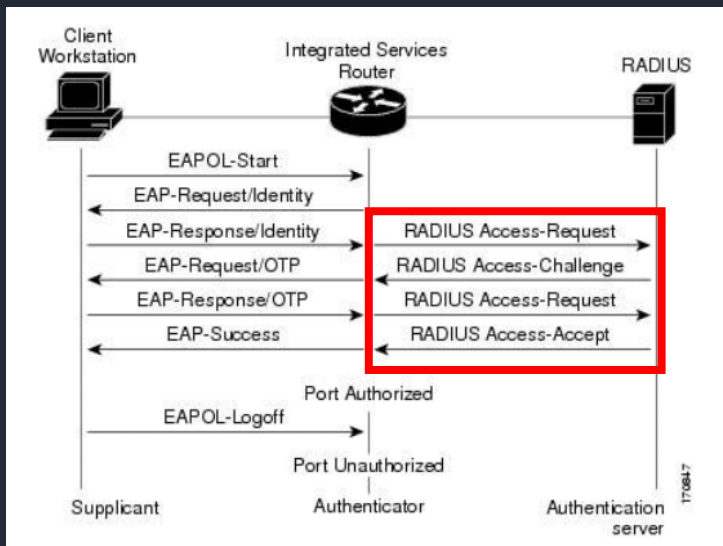 Client
Workstation
Integrated Services
Router
RADIUS
EAPOL-Start
EAP-Request/Identity
EAP-Response/Identity
RADIUS Access-Request
EAP-Request/OTP
RADIUS Access-Challenge
EAP-Response/OTP
RADIUS Access-Request
EAP-Success
RADIUS Access-Accept
Port Authorized
EAPOL-Logoff
Port Unauthorized
Supplicant
Authenticator
Authentication
server
170847